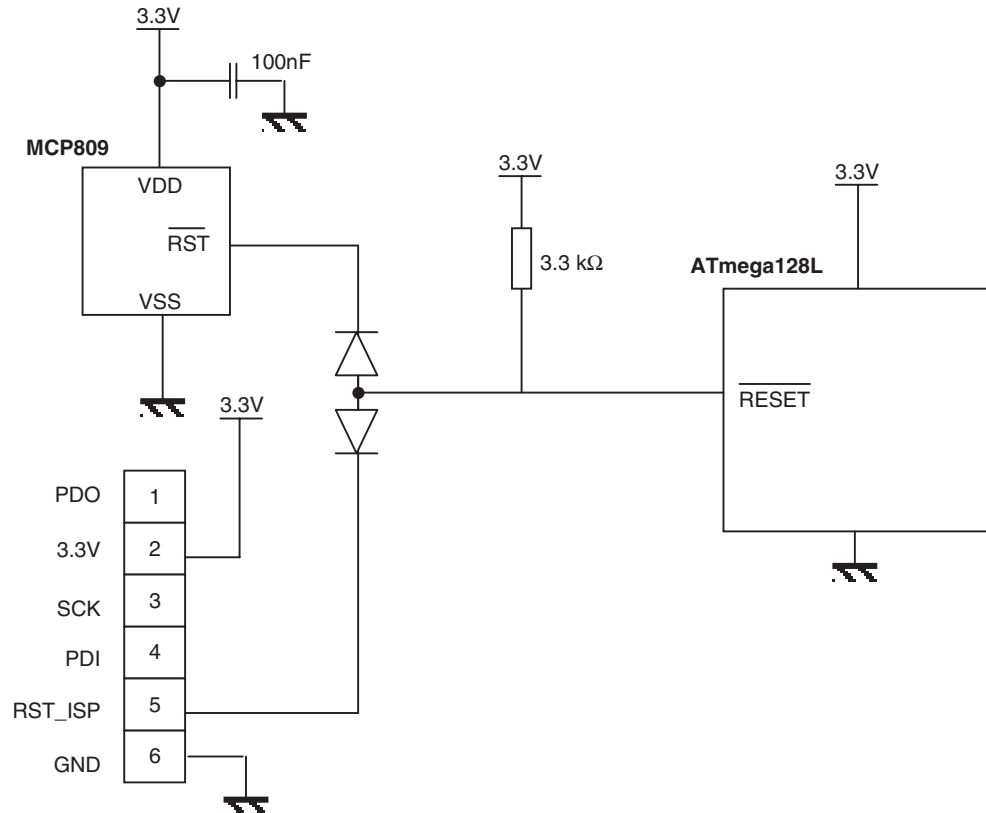 3.3V
100nF
MCP809
VDD
RST
VSS
3.3V
3.3 kΩ
3.3V
ATmega128L
RESET
3.3V
PDO 1
3.3V 2
SCK 3
PDI 4
RST_ISP 5
GND 6